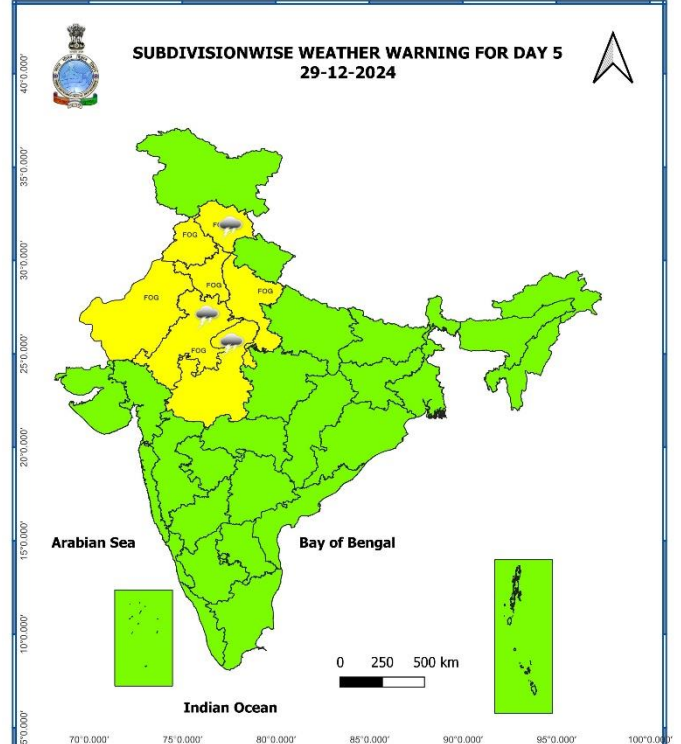 SUBDIVISIONWISE WEATHER WARNING FOR DAY 5
29-12-2024
40°0.000'
35°0.000'
30°0.000'
25°0.000'
20°0.000'
15°0.000'
10°0.000'
5°0.000'
FOG
FOG
FOG
FOG
FOG
Arabian Sea
Bay of Bengal
0 250 500 km
Indian Ocean
70°0.000' 75°0.000' 80°0.000' 85°0.000' 90°0.000' 95°0.000' 100°0.000'